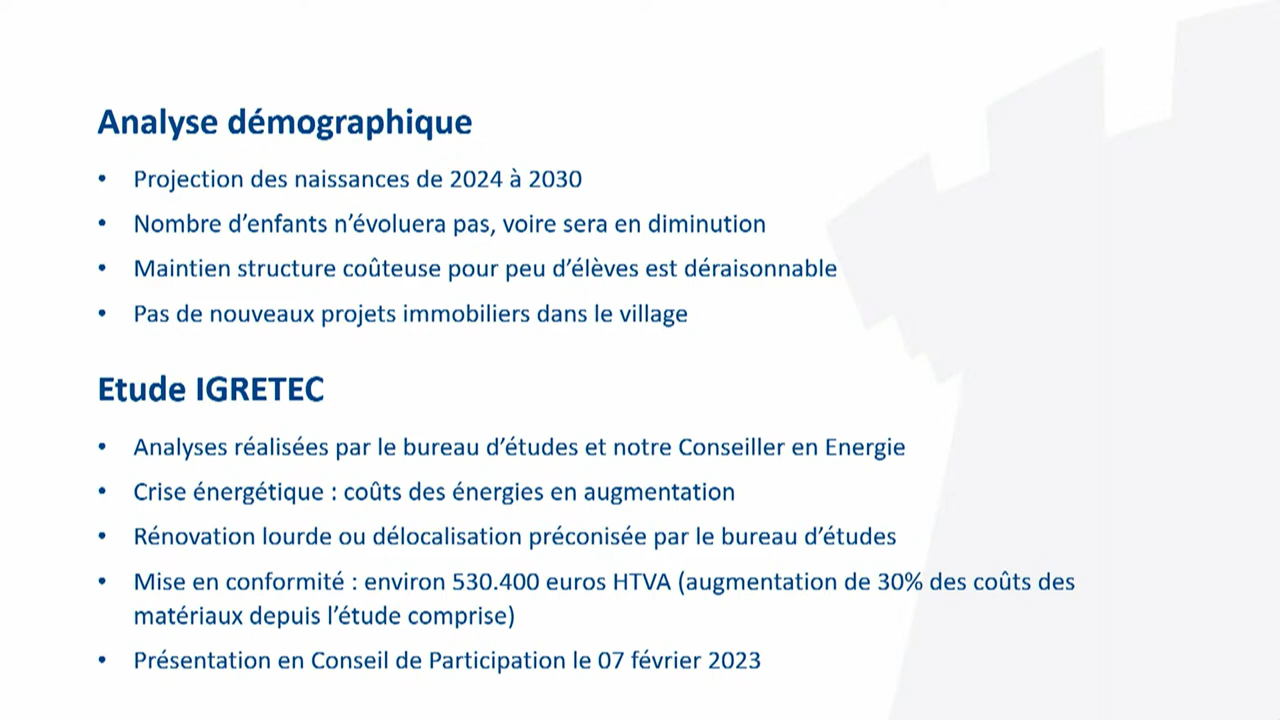 Analyse démographique
• Projection des naissances de 2024 à 2030
• Nombre d’enfants n’évoluera pas, voire sera en diminution
• Maintien structure coûteuse pour peu d’élèves est déraisonnable
• Pas de nouveaux projets immobiliers dans le village
Etude IGRETEC
• Analyses réalisées par le bureau d’études et notre Conseiller en Energie
• Crise énergétique : coûts des énergies en augmentation
• Rénovation lourde ou délocalisation préconisée par le bureau d’études
• Mise en conformité : environ 530.400 euros HTVA (augmentation de 30% des coûts des
matériaux depuis l’étude comprise)
• Présentation en Conseil de Participation le 07 février 2023